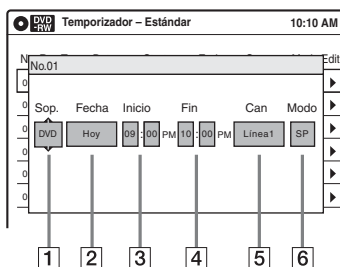 DVD -RW Temporizador – Estándar 10:10 AM
No.01
Edit
Sop. Fecha Inicio Fin Can Modo
DVD Hoy 09 : 00 PM 10 : 00 PM Línea1 SP
1 2 3 4 5 6